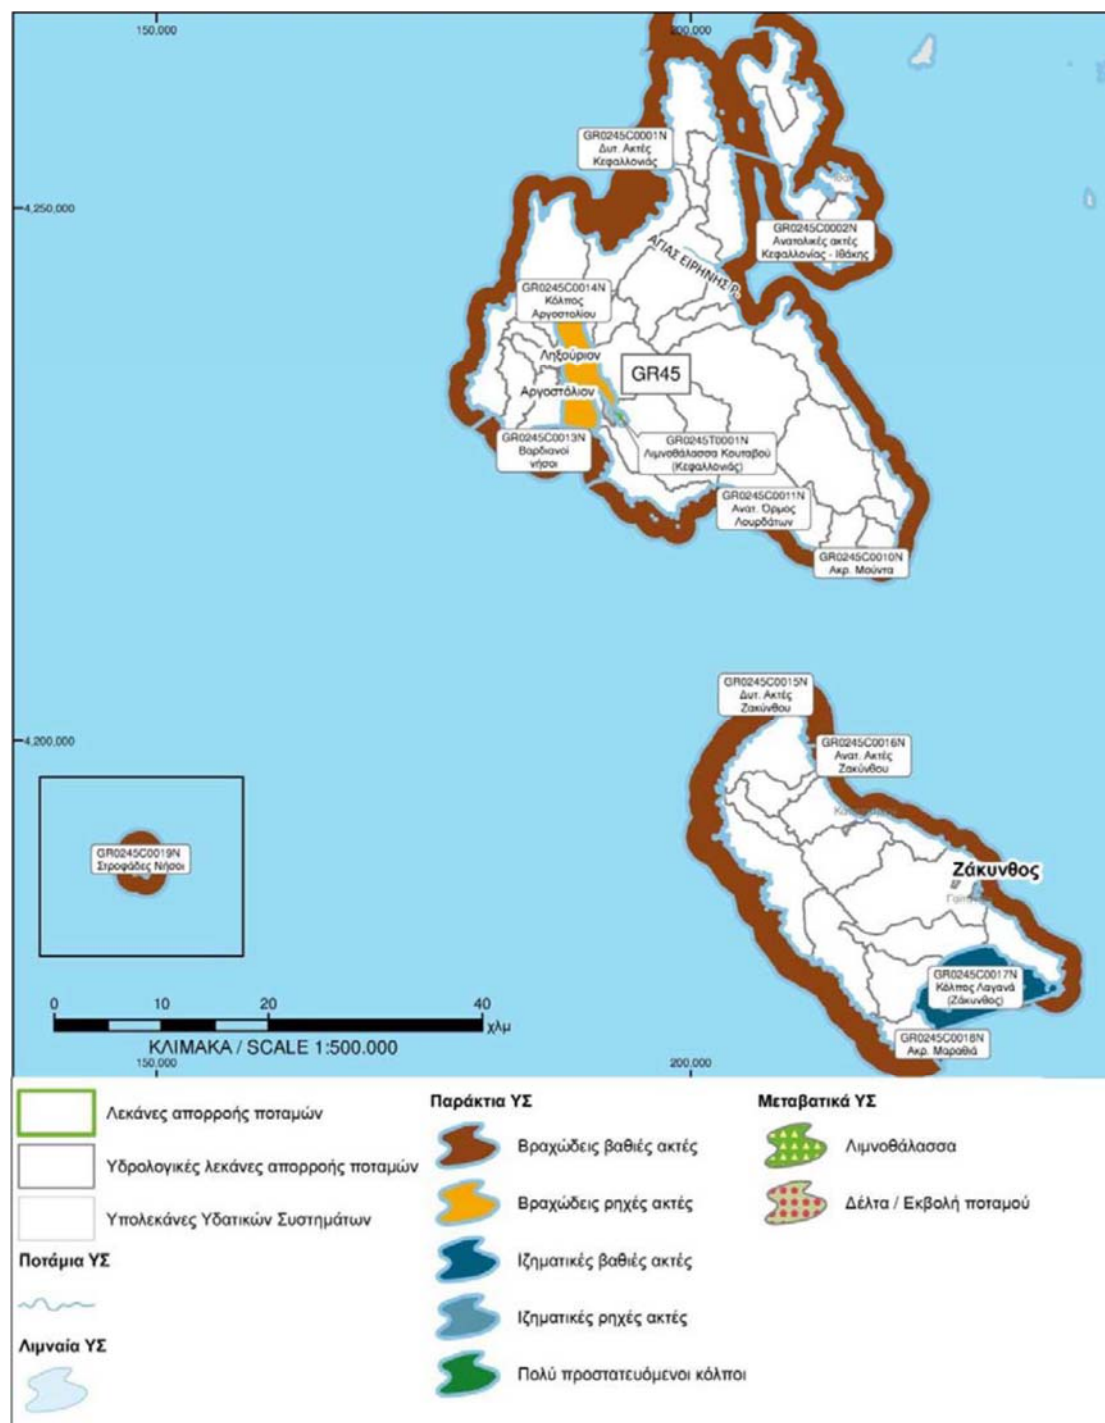 150,000
200,000
GR0245C0001N
Δυτ. Ακτές
Κεφαλλονιάς
4,250,000
GR0245C0002N
Ανατολικές ακτές
Κεφαλλονίας - Ιθάκης
ΑΓΙΑΣ ΕΙΡΗΝΗΣ Ρ.
GR0245C0014N
Κόλπος
Αργοστολίου
Ληξούριον
GR45
Αργοστόλιον
GR0245C0013N
Βαρδιανοί
νήσοι
GR0245T0001N
Λιμνοθάλασσα Κουταβού
(Κεφαλλονιάς)
GR0245C0011N
Ανατ. Όρμος
Λουρδάτων
GR0245C0010N
Ακρ. Μούντα
GR0245C0015N
Δυτ. Ακτές
Ζακύνθου
4,200,000
GR0245C0016N
Ανατ. Ακτές
Ζακύνθου
GR0245C0019N
Στροφάδες Νήσοι
Ζάκυνθος
GR0245C0017N
Κόλπος Λαγανά
(Ζάκυνθος)
GR0245C0018N
Ακρ. Μαραθιά
0 10 20 40
χλμ
ΚΛΙΜΑΚΑ / SCALE 1:500.000
150,000
200,000
Λεκάνες απορροής ποταμών
Υδρολογικές λεκάνες απορροής ποταμών
Υπολεκάνες Υδατικών Συστημάτων
Ποτάμια ΥΣ
Λιμναία ΥΣ
Παράκτια ΥΣ
Βραχώδεις βαθιές ακτές
Βραχώδεις ρηχές ακτές
Ιζηματικές βαθιές ακτές
Ιζηματικές ρηχές ακτές
Πολύ προστατευόμενοι κόλποι
Μεταβατικά ΥΣ
Λιμνοθάλασσα
Δέλτα / Εκβολή ποταμού